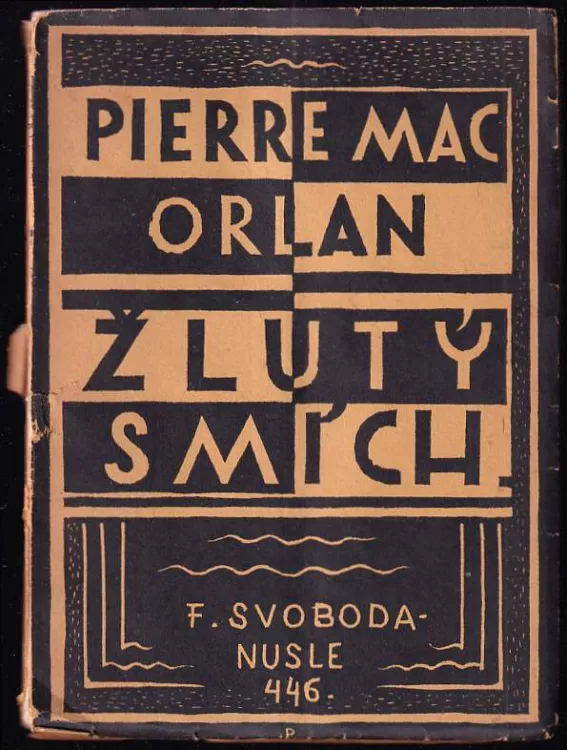 PIERRE MAC
ORLAN
ŽLUTÝ
SMÍCH.
F. SVOBODA-
NUSLE
446.
P